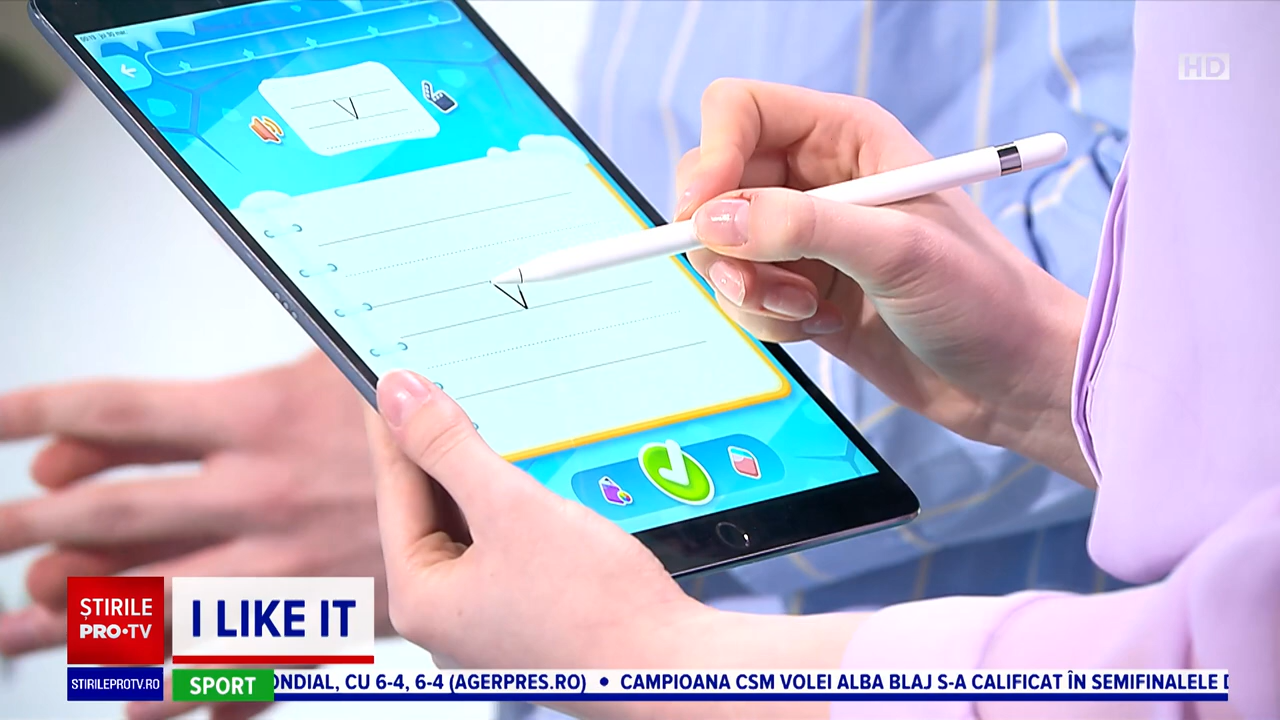 HD
V
V
ȘTIRILE
PRO•TV
I LIKE IT
STIRILEPROTV.RO
SPORT
ONDIAL, CU 6-4, 6-4 (AGERPRES.RO) • CAMPIOANA CSM VOLEI ALBA BLAJ S-A CALIFICAT ÎN SEMIFINALELE